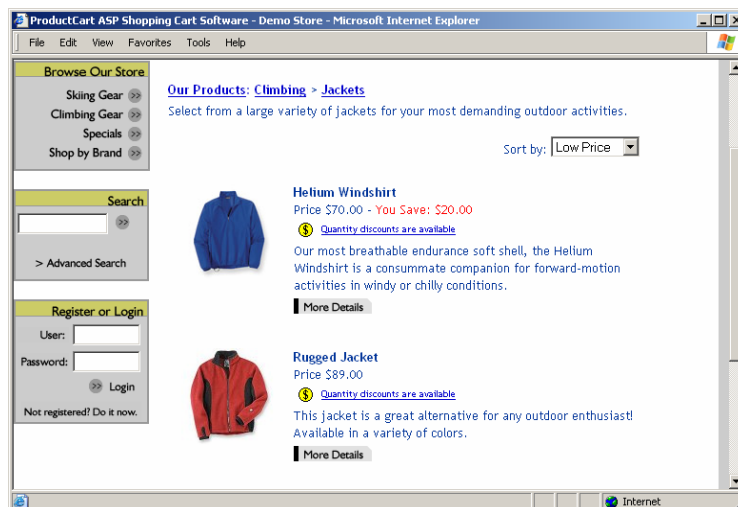 ProductCart ASP Shopping Cart Software - Demo Store - Microsoft Internet Explorer
File Edit View Favorites Tools Help
Browse Our Store
Skiing Gear
Climbing Gear
Specials
Shop by Brand
Search
> Advanced Search
Register or Login
User:
Password:
Login
Not registered? Do it now.
Our Products: Climbing > Jackets
Select from a large variety of jackets for your most demanding outdoor activities.
Sort by: Low Price
Helium Windshirt
Price $70.00 - You Save: $20.00
$ Quantity discounts are available
Our most breathable endurance soft shell, the Helium
Windshirt is a consummate companion for forward-motion
activities in windy or chilly conditions.
More Details
Rugged Jacket
Price $89.00
$ Quantity discounts are available
This jacket is a great alternative for any outdoor enthusiast!
Available in a variety of colors.
More Details
Internet